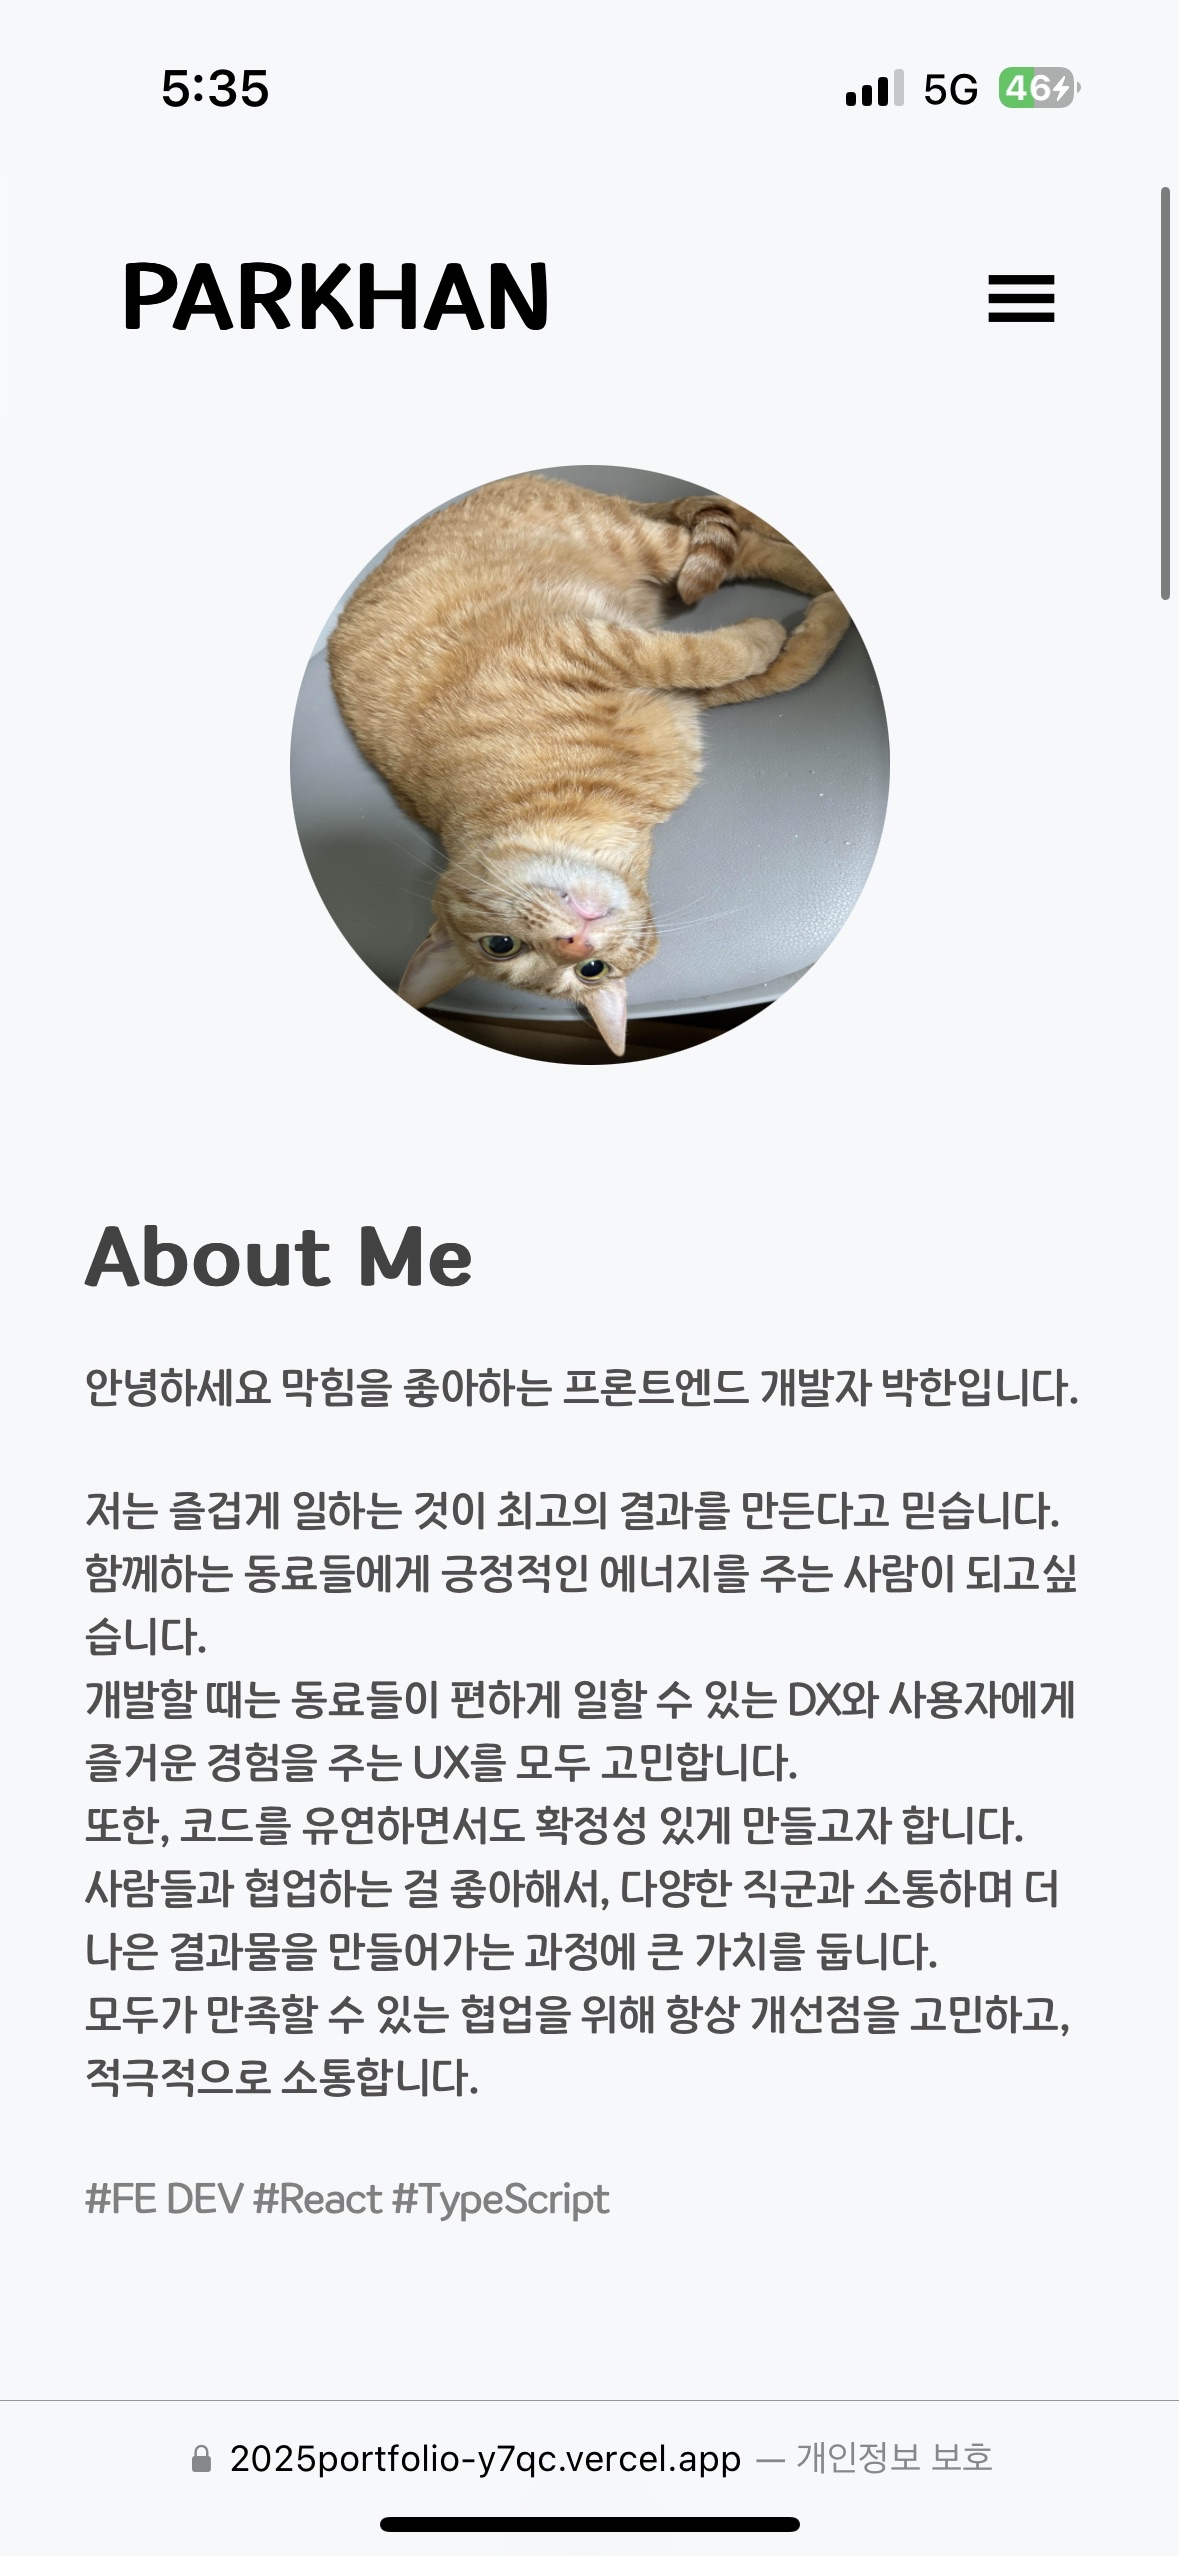 5:35
5G
46
PARKHAN
About Me
안녕하세요 막힘을 좋아하는 프론트엔드 개발자 박한입니다.
저는 즐겁게 일하는 것이 최고의 결과를 만든다고 믿습니다.
함께하는 동료들에게 긍정적인 에너지를 주는 사람이 되고싶
습니다.
개발할 때는 동료들이 편하게 일할 수 있는 DX와 사용자에게
즐거운 경험을 주는 UX를 모두 고민합니다.
또한, 코드를 유연하면서도 확정성 있게 만들고자 합니다.
사람들과 협업하는 걸 좋아해서, 다양한 직군과 소통하며 더
나은 결과물을 만들어가는 과정에 큰 가치를 둡니다.
모두가 만족할 수 있는 협업을 위해 항상 개선점을 고민하고,
적극적으로 소통합니다.
#FE DEV #React #TypeScript
2025portfolio-y7qc.vercel.app — 개인정보 보호